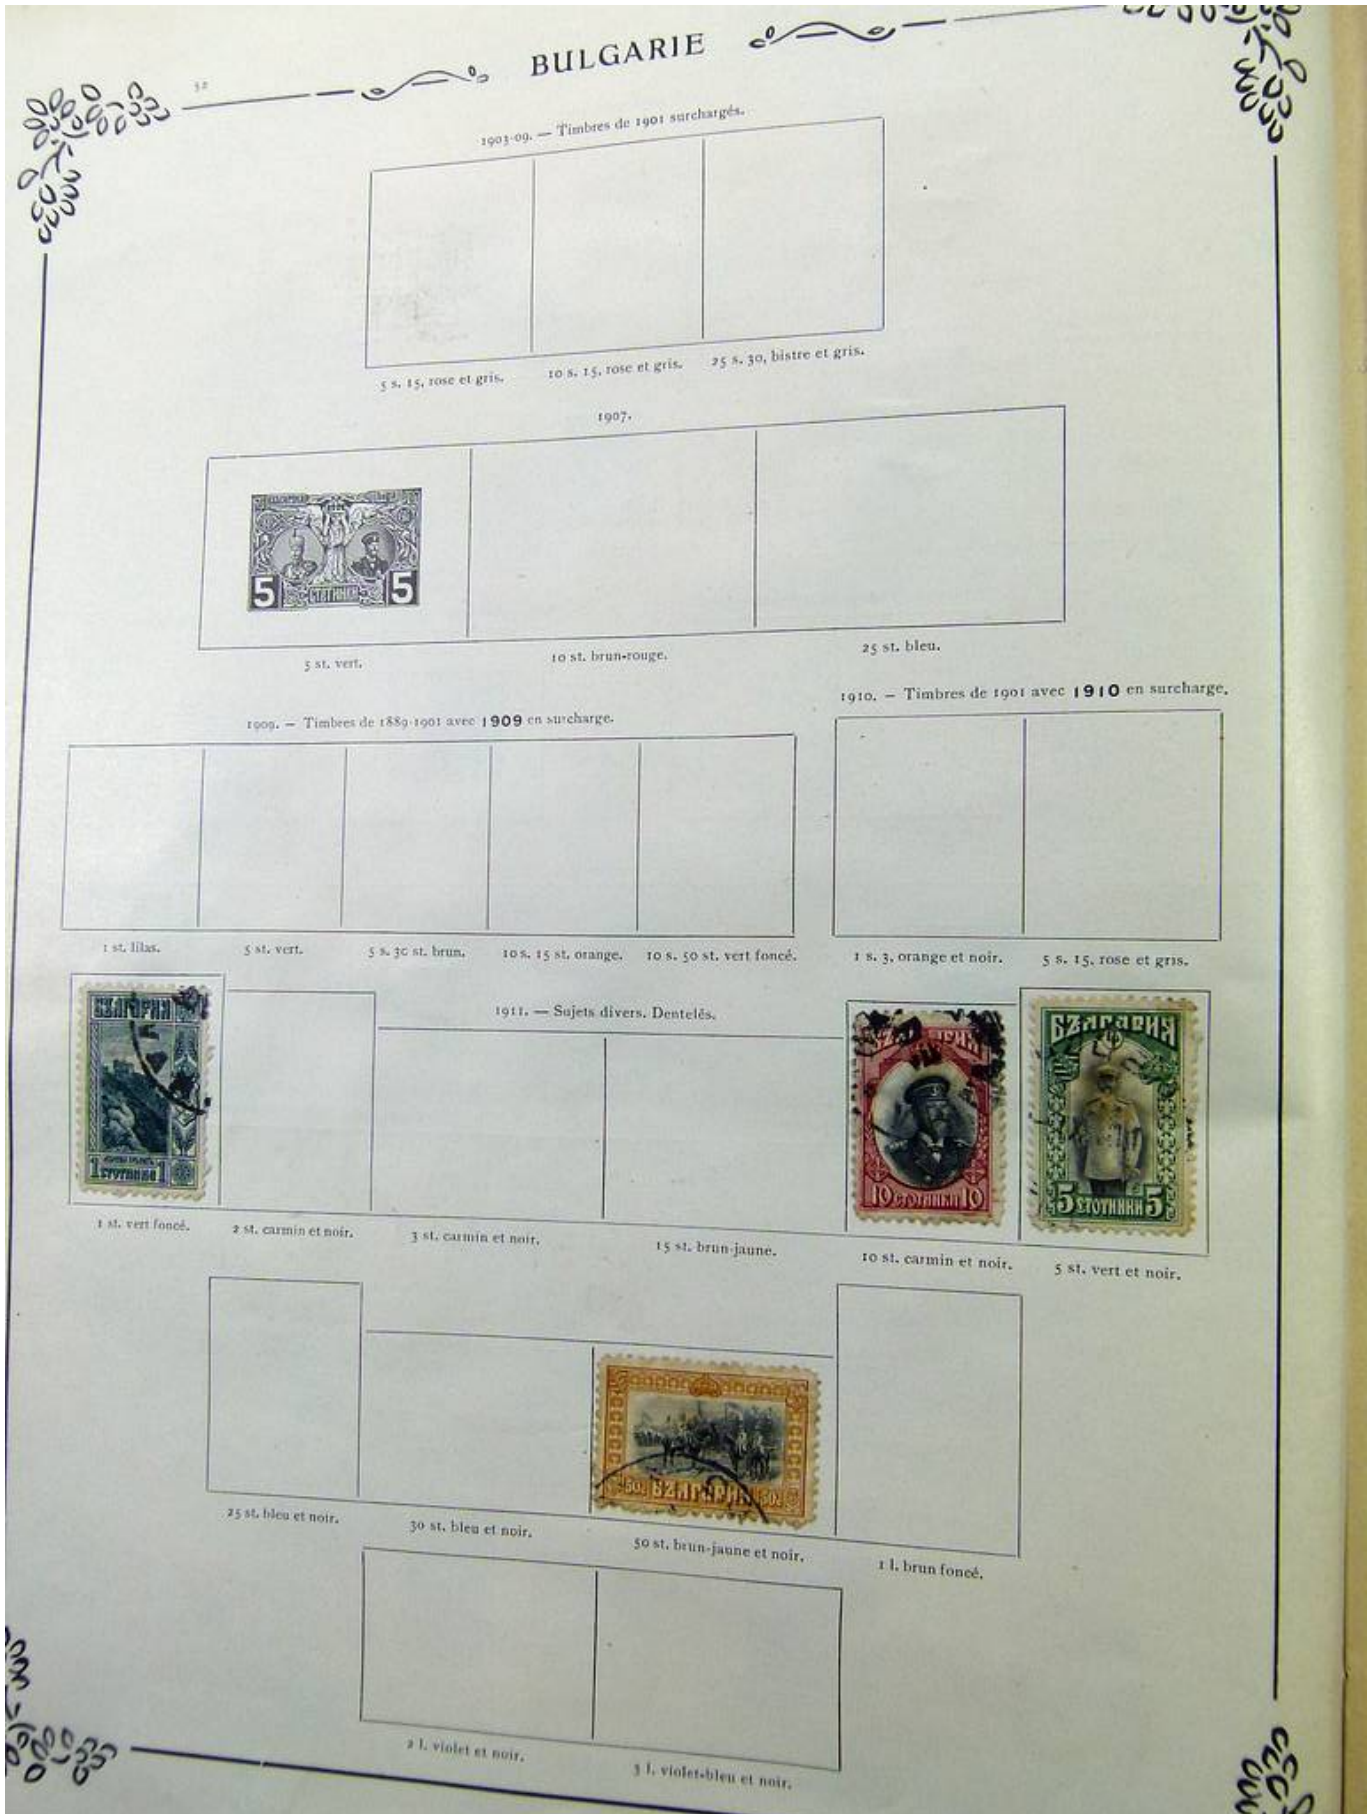 50
BULGARIE
1903-09. — Timbres de 1901 surchargés.
5 s. 15, rose et gris. 10 s. 15, rose et gris. 25 s. 30, bistre et gris.
1907.
5 СТОТИНКИ 5
5 st. vert. 10 st. brun-rouge. 25 st. bleu.
1909. — Timbres de 1889-1901 avec 1909 en surcharge.
1910. — Timbres de 1901 avec 1910 en surcharge.
1 st. lilas. 5 st. vert. 5 s. 30 st. brun. 10 s. 15 st. orange. 10 s. 50 st. vert foncé.
1 s. 3, orange et noir. 5 s. 15, rose et gris.
1911. — Sujets divers. Dentelés.
БЪЛГАРИЯ
1 СТОТИНКА 1
10 СТОТИНКИ 10
БЪЛГАРИЯ
5 СТОТИНКИ 5
1 st. vert foncé. 2 st. carmin et noir. 3 st. carmin et noir. 15 st. brun-jaune. 10 st. carmin et noir. 5 st. vert et noir.
50 БЪЛГАРИЯ 50
25 st. bleu et noir. 30 st. bleu et noir. 50 st. brun-jaune et noir. 1 l. brun foncé.
2 l. violet et noir. 3 l. violet-bleu et noir.